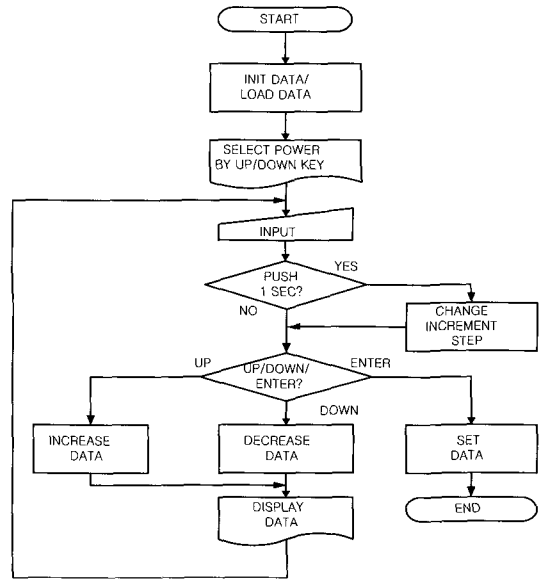 START
INIT DATA/
LOAD DATA
SELECT POWER
BY UP/DOWN KEY
INPUT
PUSH
1 SEC?
YES
NO
CHANGE
INCREMENT
STEP
UP/DOWN/
ENTER?
UP
ENTER
DOWN
INCREASE
DATA
DECREASE
DATA
SET
DATA
DISPLAY
DATA
END